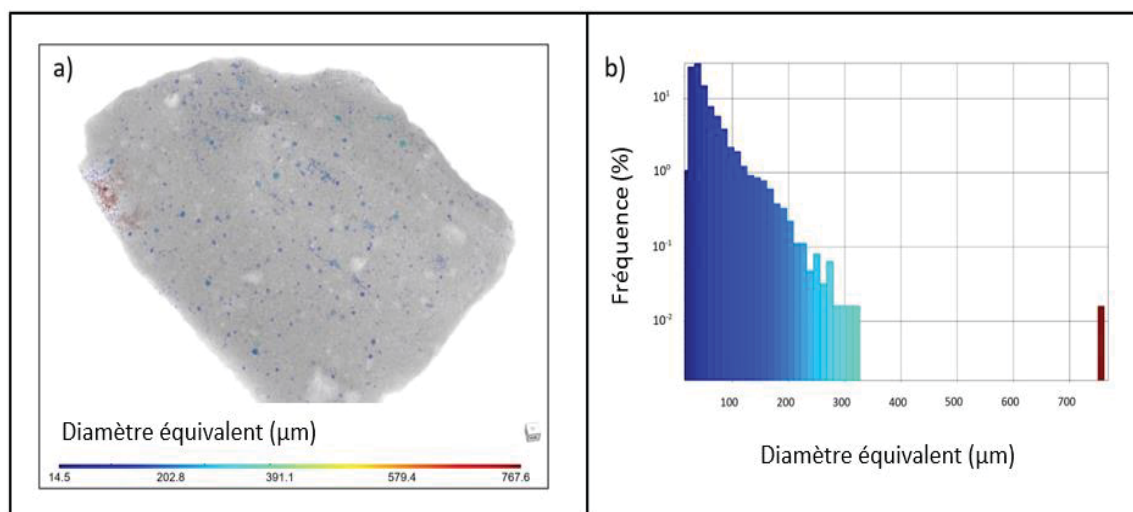 a)
Diamètre équivalent (µm)
14.5 202.8 391.1 579.4 767.6
b)
Fréquence (%)
10¹
10⁰
10⁻¹
10⁻²
100 200 300 400 500 600 700
Diamètre équivalent (µm)